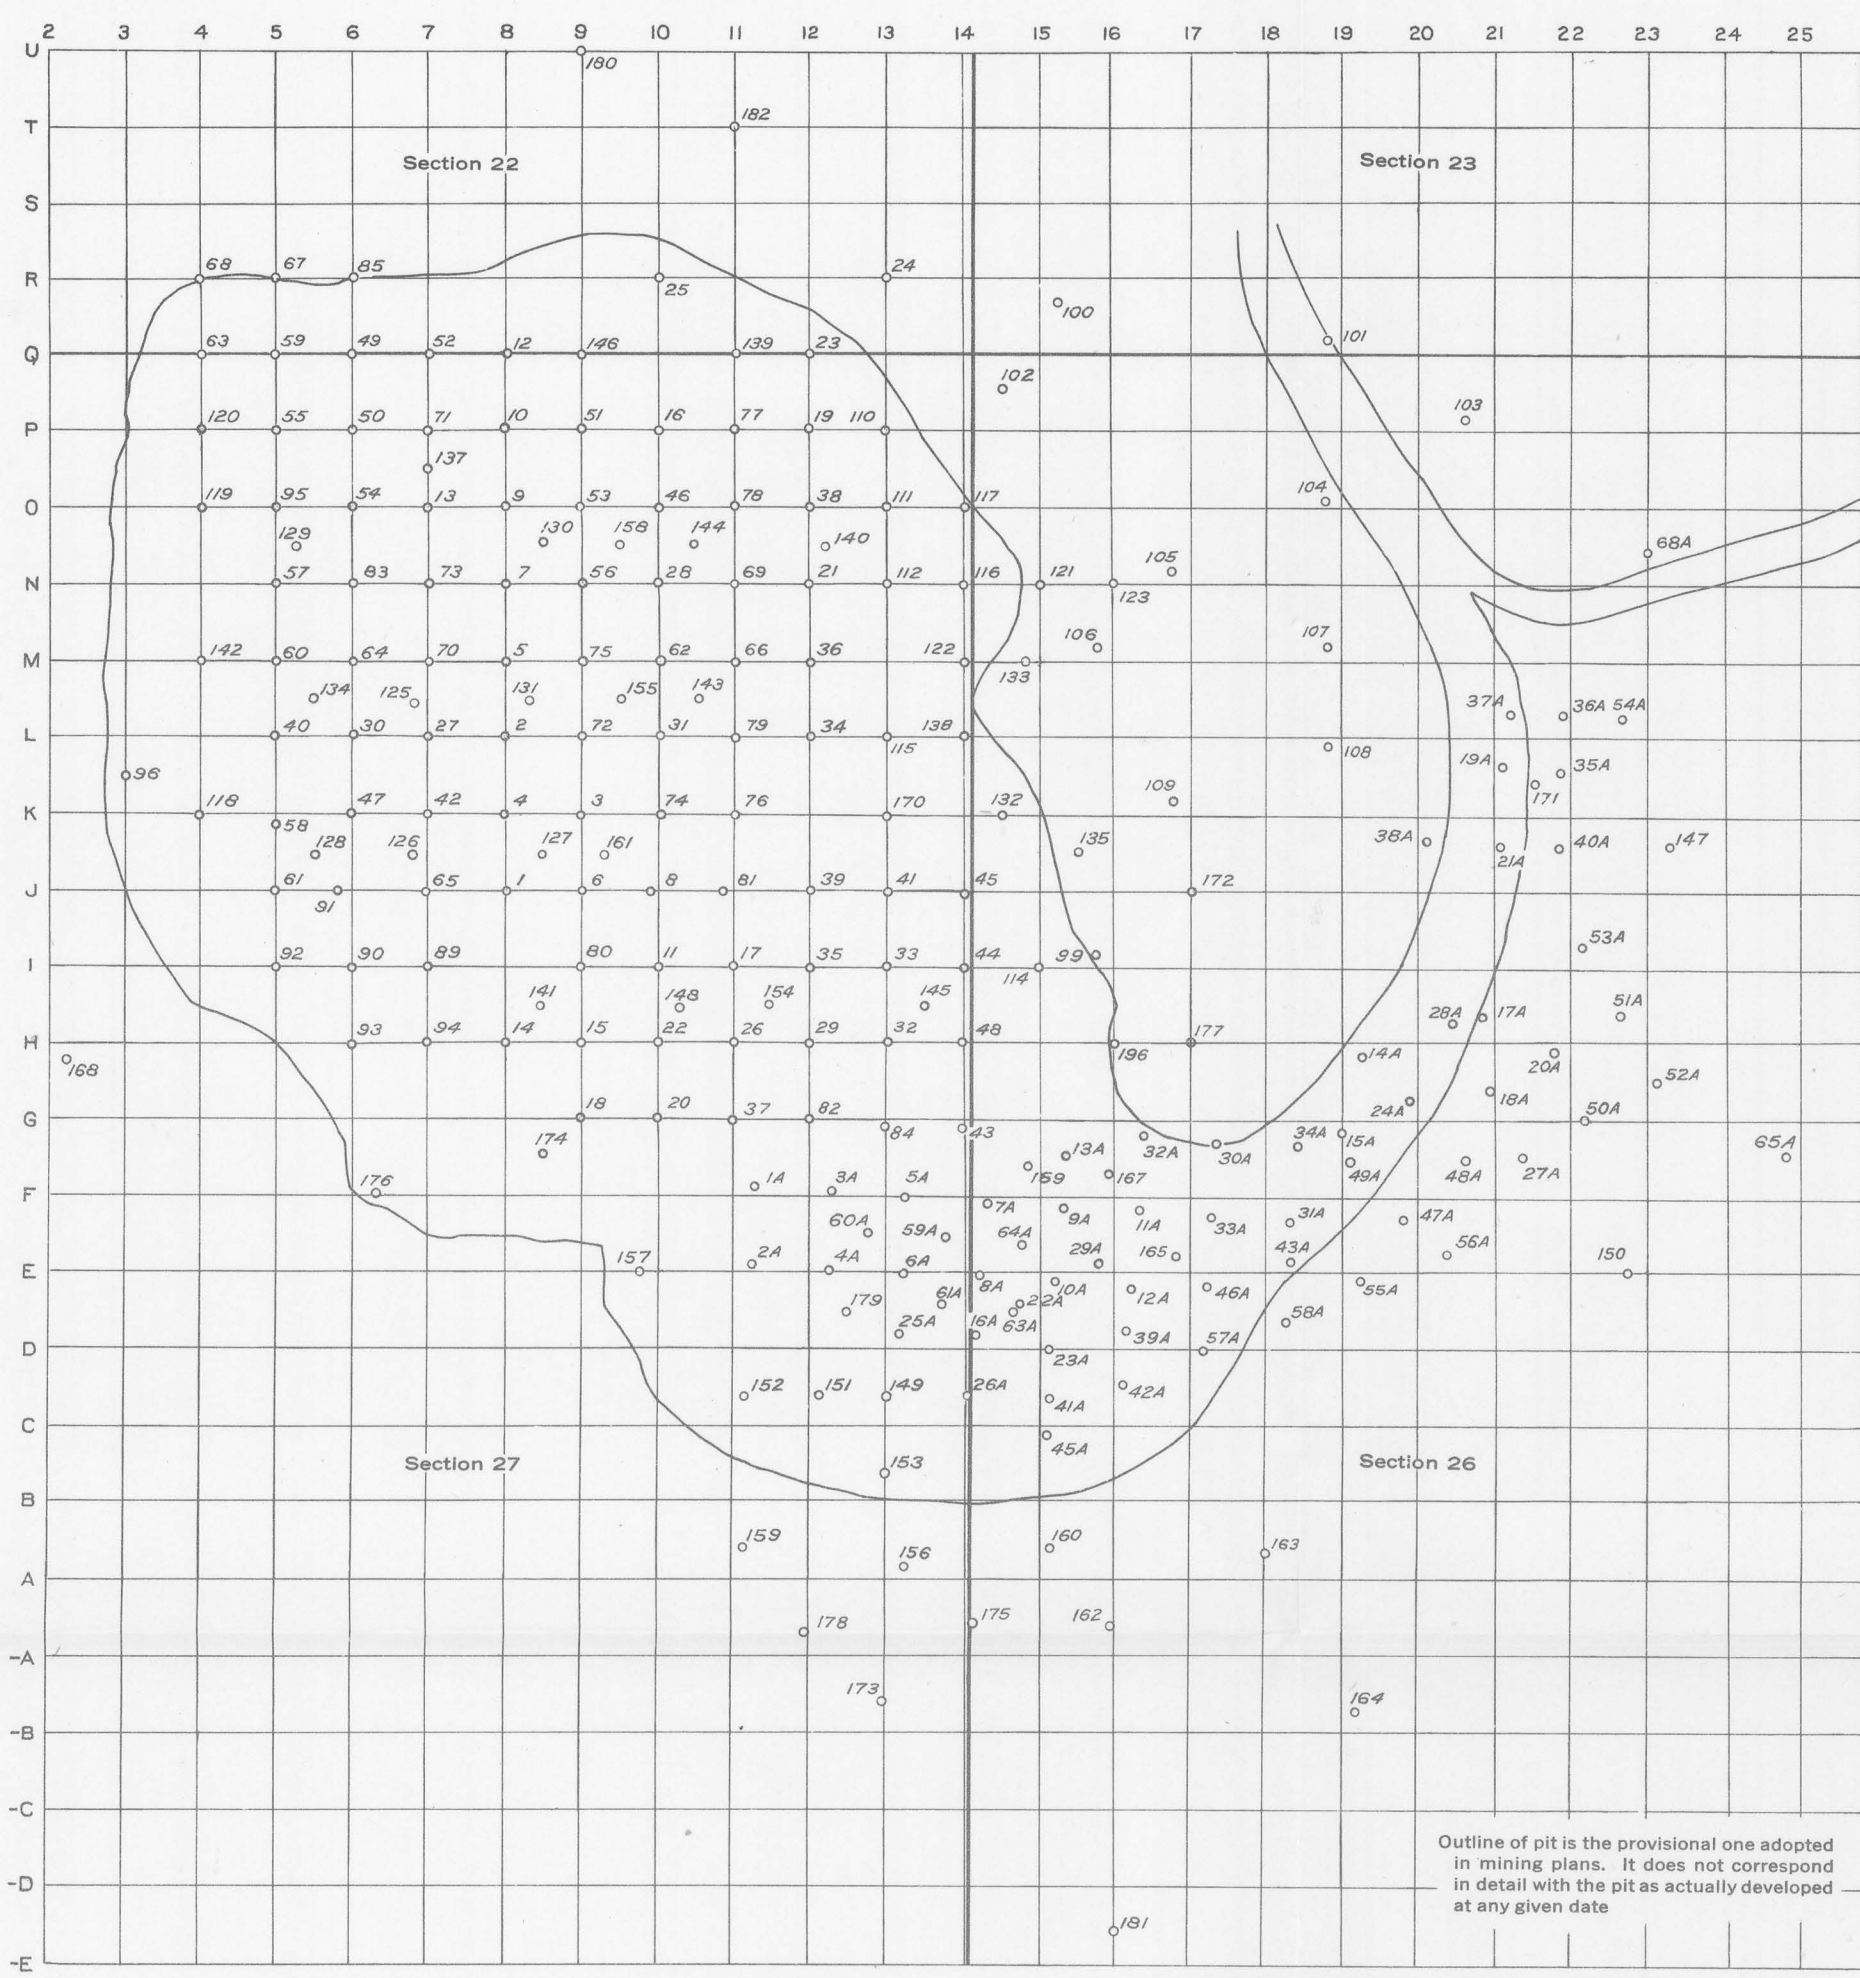 2 3 4 5 6 7 8 9 10 11 12 13 14 15 16 17 18 19 20 21 22 23 24 25
U
180
182
T
Section 22 Section 23
S
68 67 85 24
R
25
100
101
63 59 49 52 12 146 139 23
Q
102
103
120 55 50 71 10 51 16 77 19 110
P
137
104
119 95 54 13 9 53 46 78 38 111 117
O
129 130 158 144 140
68A
105
57 83 73 7 56 28 69 21 112 116 121
N
123
106 107
142 60 64 70 5 75 62 66 36 122
M
133
134 125 131 155 143
37A 36A 54A
40 30 27 2 72 31 79 34 138
L
115 108
19A 35A
96
109 171
118 47 42 4 3 74 76 170 132
K
58
128 126 127 161 135 38A 21A 40A 147
61 65 1 6 8 81 39 41 45 172
J
91
53A
92 90 89 80 11 17 35 33 44 99
I
114
141 148 154 145
28A 17A 51A
93 94 14 15 22 26 29 32 48 177
H
196 14A 20A
168 52A
18 20 37 82 24A 18A 50A
G
84 43
174 13A 32A 30A 34A 15A 65A
176 1A 3A 5A 169 167 49A 48A 27A
F
7A 9A 11A 33A 31A 47A
60A 59A 64A
157 2A 4A 6A 29A 165 43A 56A 150
E
8A 10A 12A 46A 55A
179 61A 22A
25A 16A 63A 39A 57A 58A
D
23A
152 151 149 26A 41A 42A
C
45A
Section 27 153 Section 26
B
159 156 160 163
A
178 175 162
-A
173 164
-B
-C
Outline of pit is the provisional one adopted
in mining plans. It does not correspond
-D
in detail with the pit as actually developed
at any given date
181
-E